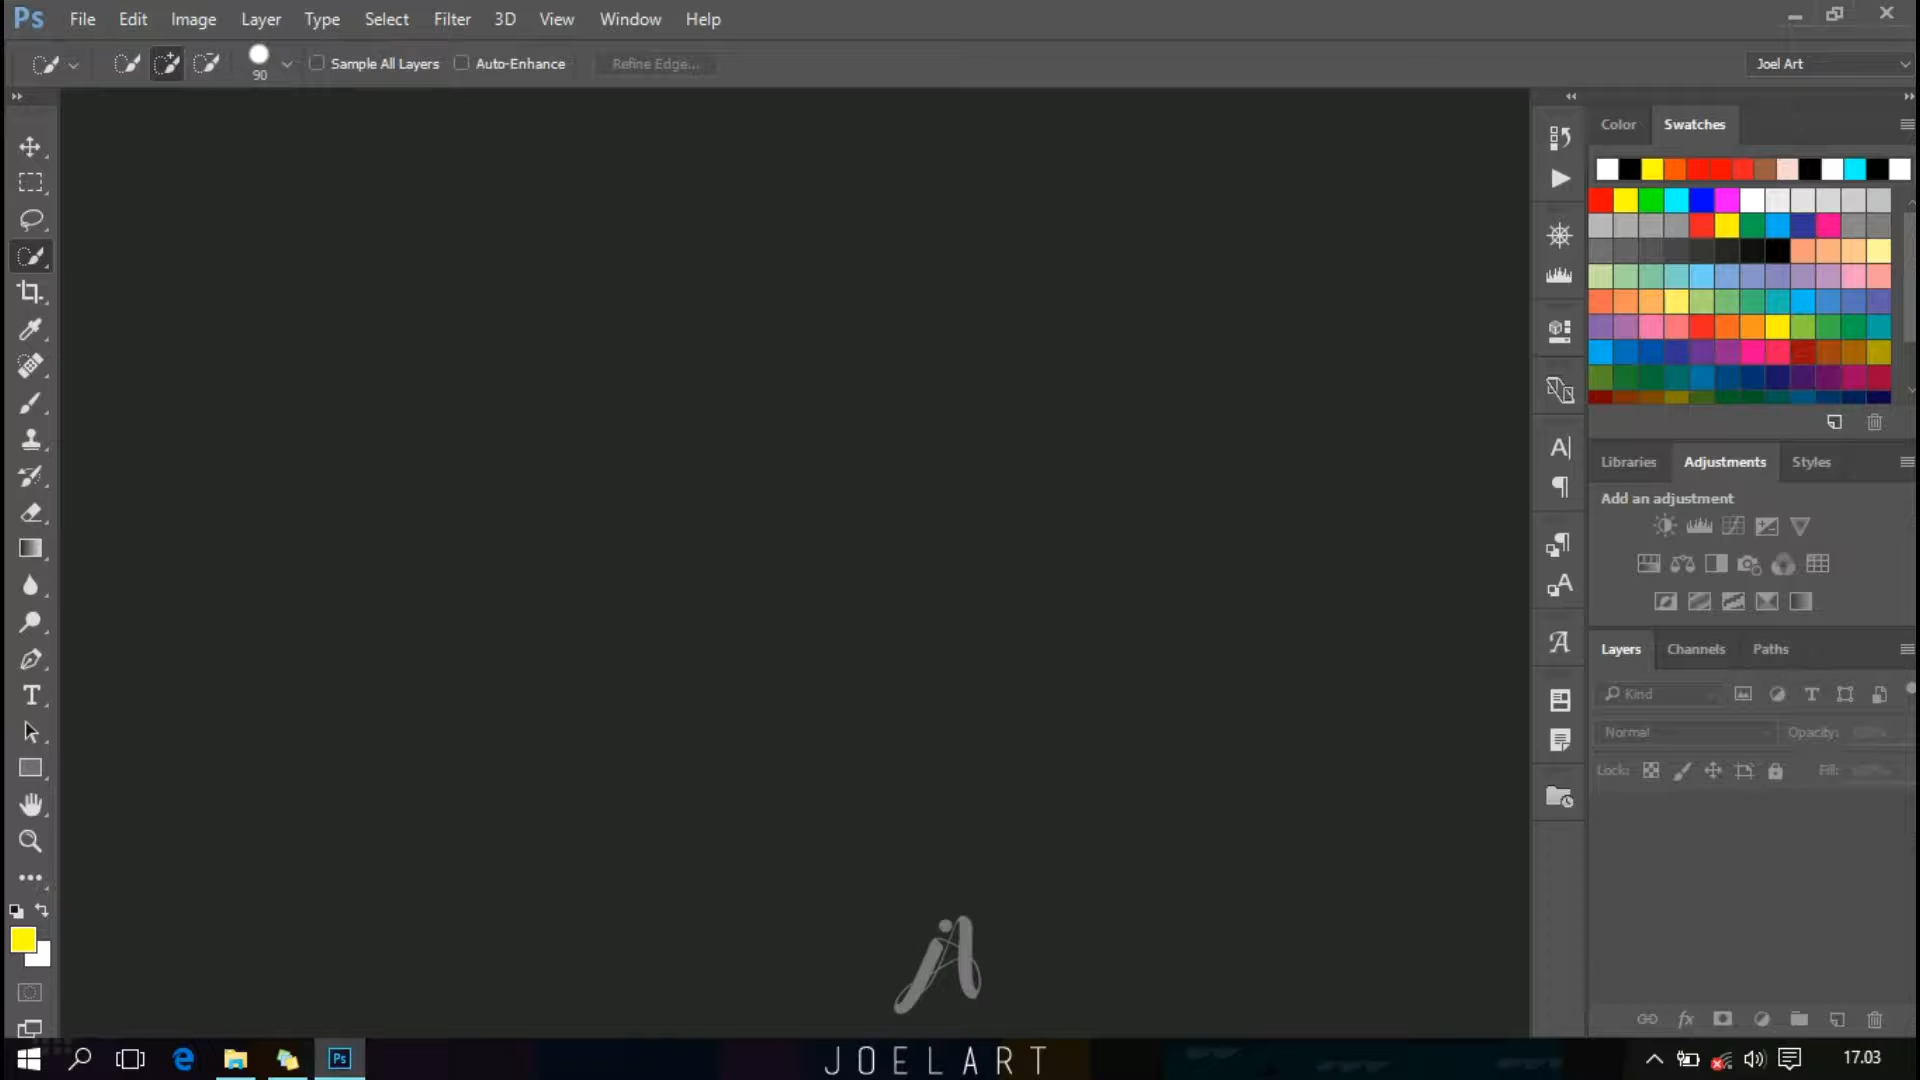 Ps File Edit Image Layer Type Select Filter 3D View Window Help
90 Sample All Layers Auto-Enhance Refine Edge... Joel Art
Color Swatches
Libraries Adjustments Styles
Add an adjustment
Layers Channels Paths
Kind
Normal Opacity:
Lock: Fill:
JOELART
Ps
17.03